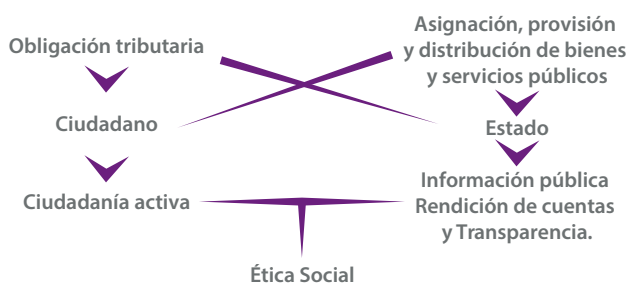 Obligación tributaria
Ciudadano
Ciudadanía activa
Asignación, provisión
y distribución de bienes
y servicios públicos
Estado
Información pública
Rendición de cuentas
y Transparencia.
Ética Social